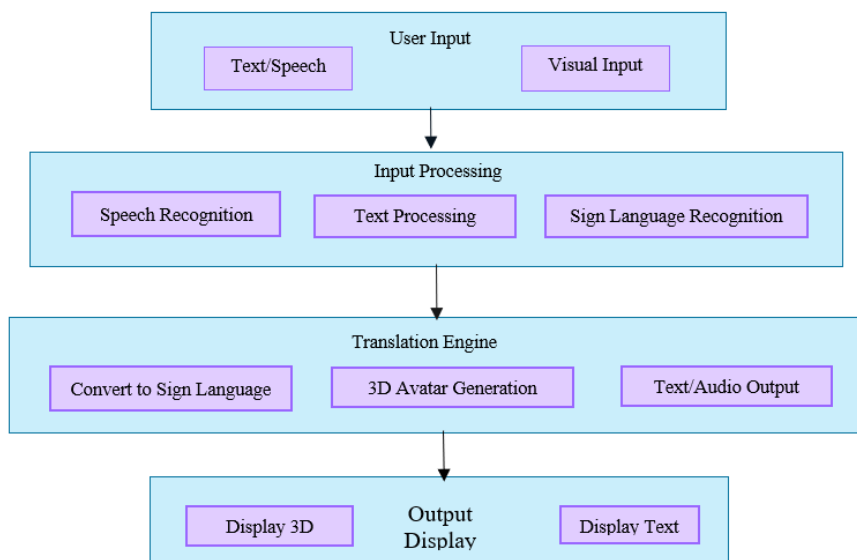 User Input
Text/Speech
Visual Input
Input Processing
Speech Recognition
Text Processing
Sign Language Recognition
Translation Engine
Convert to Sign Language
3D Avatar Generation
Text/Audio Output
Output
Display
Display 3D
Display Text